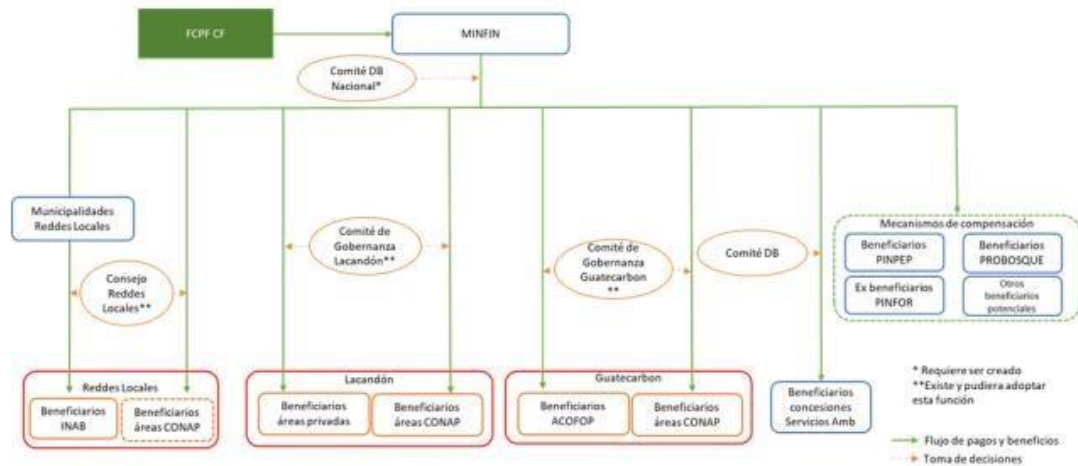 FCPF CF
MINFIN
Comité DB
Nacional*
Municipalidades
Reddes Locales
Comité de
Gobernanza
Lacandón**
Comité de
Gobernanza
Guatecarbon
**
Comité DB
Mecanismos de compensación
Beneficiarios
PINPEP
Beneficiarios
PROBOSQUE
Ex beneficiarios
PINFOR
Otros
beneficiarios
potenciales
Consejo
Reddes
Locales**
Reddes Locales
Beneficiarios
INAB
Beneficiarios
áreas CONAP
Lacandón
Beneficiarios
áreas privadas
Beneficiarios
áreas CONAP
Guatecarbon
Beneficiarios
ACOFOP
Beneficiarios
áreas CONAP
Beneficiarios
concesiones
Servicios Amb
* Requiere ser creado
**Existe y pudiera adoptar
esta función
Flujo de pagos y beneficios
Toma de decisiones